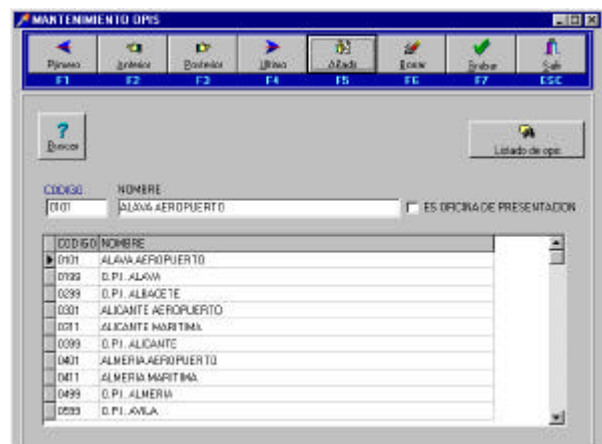 MANTENIMIENTO OPIS
Primero Anterior Posterior Ultimo Añadir Borrar Grabar Salir
F1 F2 F3 F4 F5 F6 F7 ESC
Buscar
Listado de opis
CODIGO NOMBRE
0101 ALAVA AEROPUERTO ES OFICINA DE PRESENTACION
CODIGO NOMBRE
0101 ALAVA AEROPUERTO
0199 O.P.I. ALAVA
0299 O.P.I. ALBACETE
0301 ALICANTE AEROPUERTO
0311 ALICANTE MARITIMA
0399 O.P.I. ALICANTE
0401 ALMERIA AEROPUERTO
0411 ALMERIA MARITIMA
0499 O.P.I. ALMERIA
0599 O.P.I. AVILA